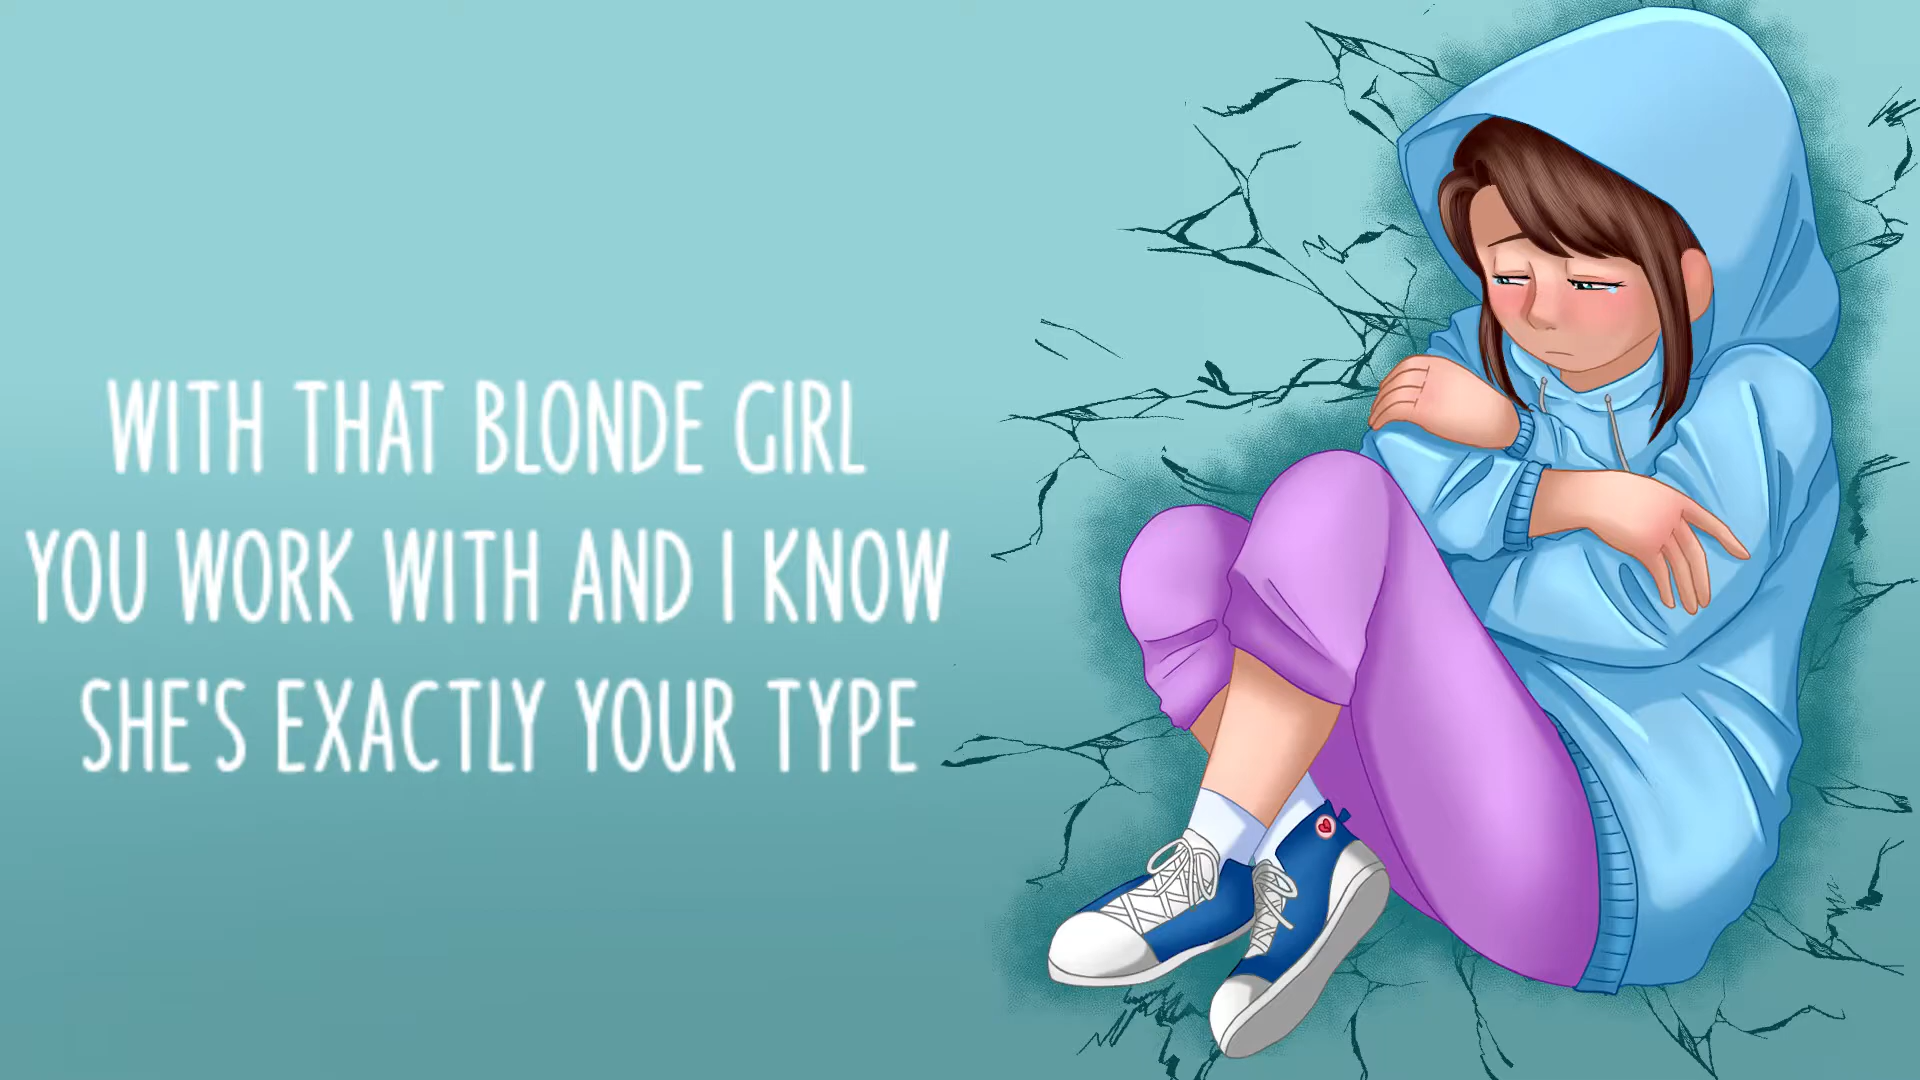 WITH THAT BLONDE GIRL
YOU WORK WITH AND I KNOW
SHE'S EXACTLY YOUR TYPE